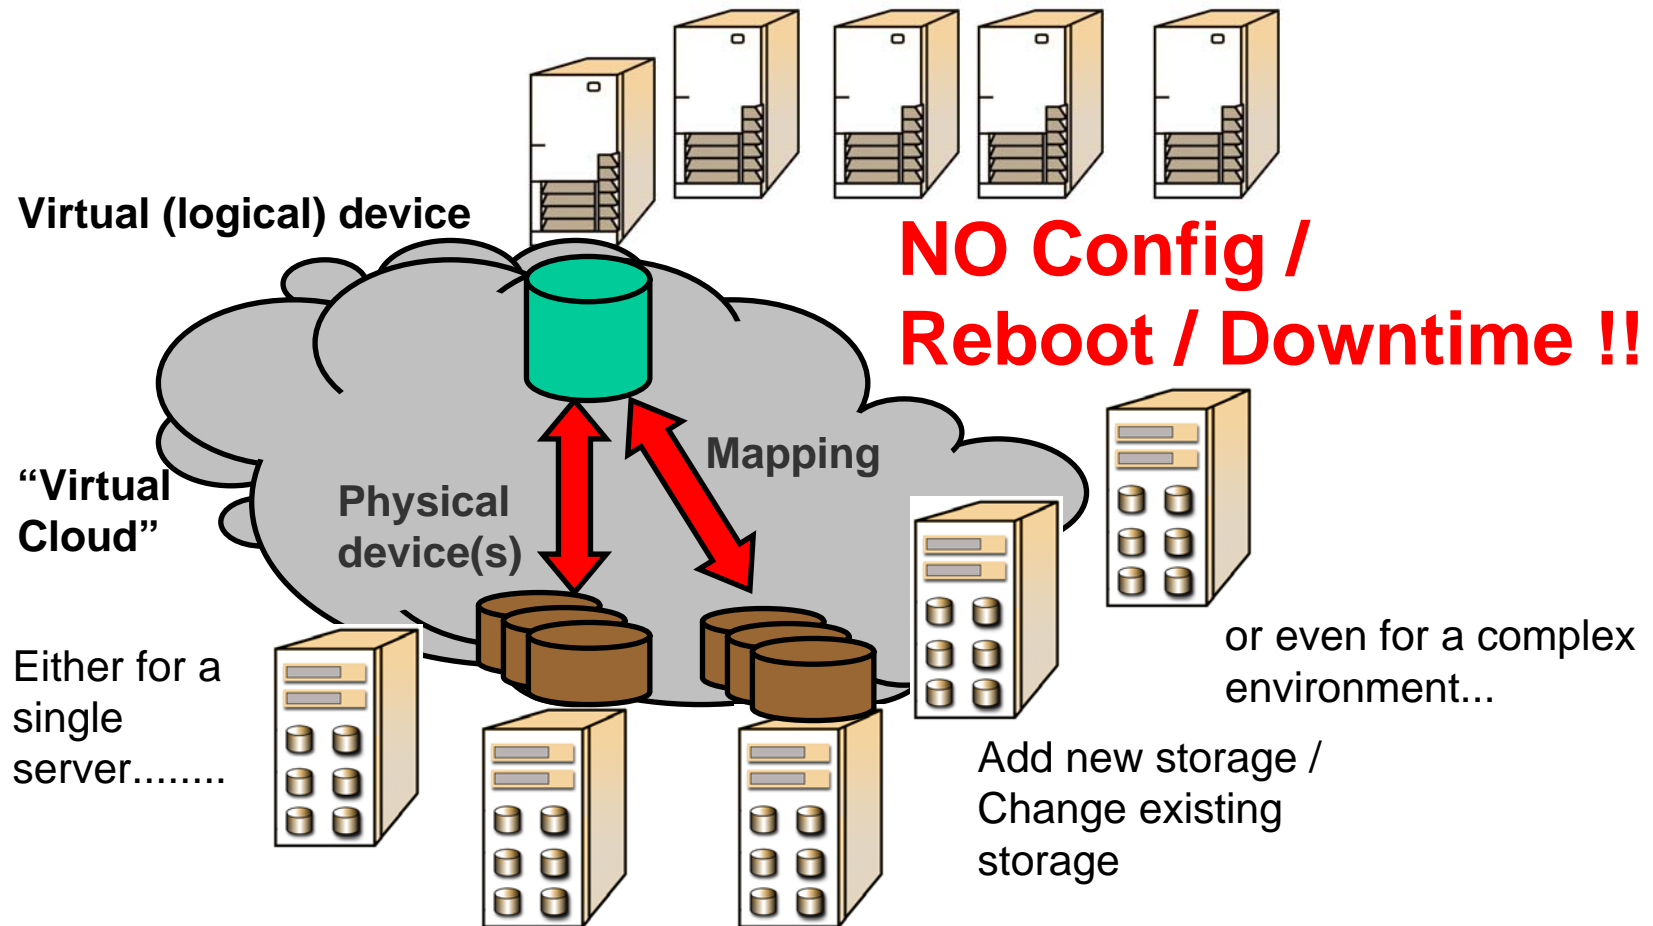 Virtual (logical) device
NO Config /
Reboot / Downtime !!
Mapping
“Virtual
Cloud”
Physical
device(s)
Either for a
single
server........
or even for a complex
environment...
Add new storage /
Change existing
storage